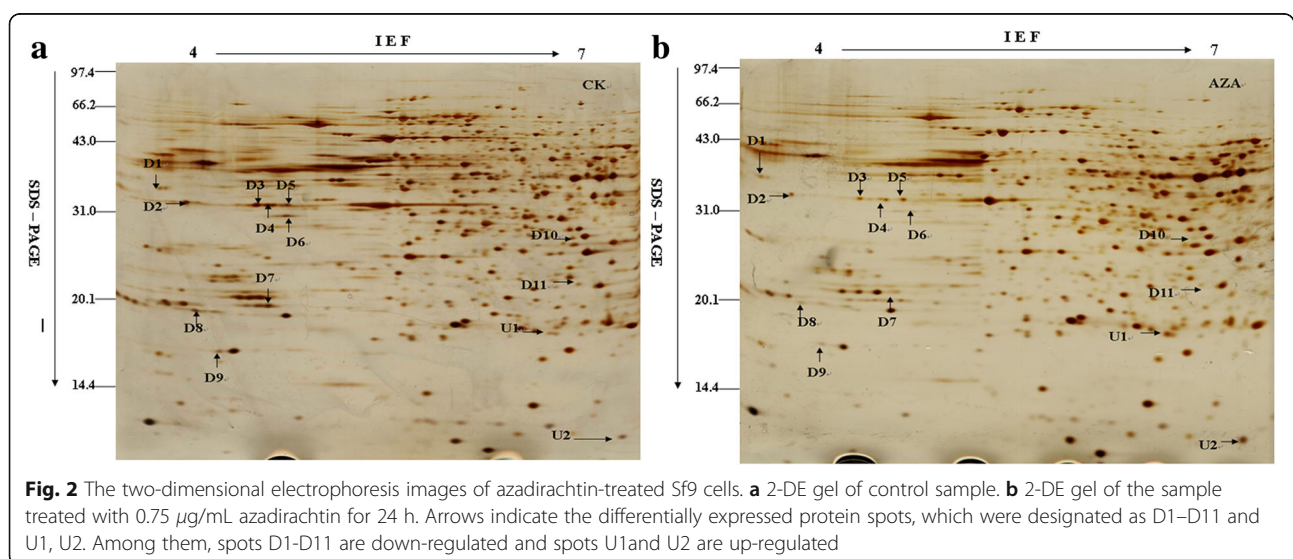 a
4 IEF 7
CK
97.4
66.2
43.0
31.0
20.1
14.4
SDS-PAGE
D1
D2
D3 D5
D4
D6
D10
D7
D11
D8
U1
D9
U2
b
4 IEF 7
AZA
97.4
66.2
43.0
31.0
20.1
14.4
SDS-PAGE
D1
D2
D3 D5
D4 D6
D10
D11
D8 D7
U1
D9
U2
Fig. 2 The two-dimensional electrophoresis images of azadirachtin-treated Sf9 cells. a 2-DE gel of control sample. b 2-DE gel of the sample
treated with 0.75 μg/mL azadirachtin for 24 h. Arrows indicate the differentially expressed protein spots, which were designated as D1–D11 and
U1, U2. Among them, spots D1-D11 are down-regulated and spots U1and U2 are up-regulated